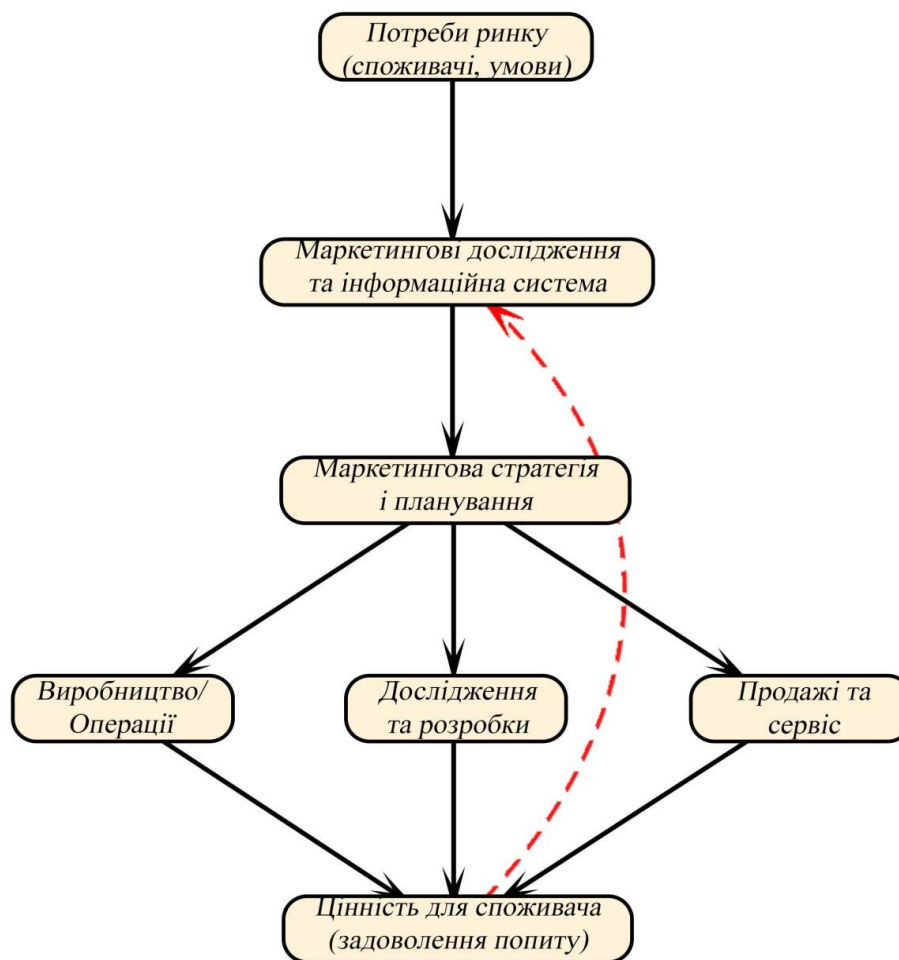 Потреби ринку
(споживачі, умови)
Маркетингові дослідження
та інформаційна система
Маркетингова стратегія
і планування
Виробництво/
Операції
Дослідження
та розробки
Продажі та
сервіс
Цінність для споживача
(задоволення попиту)